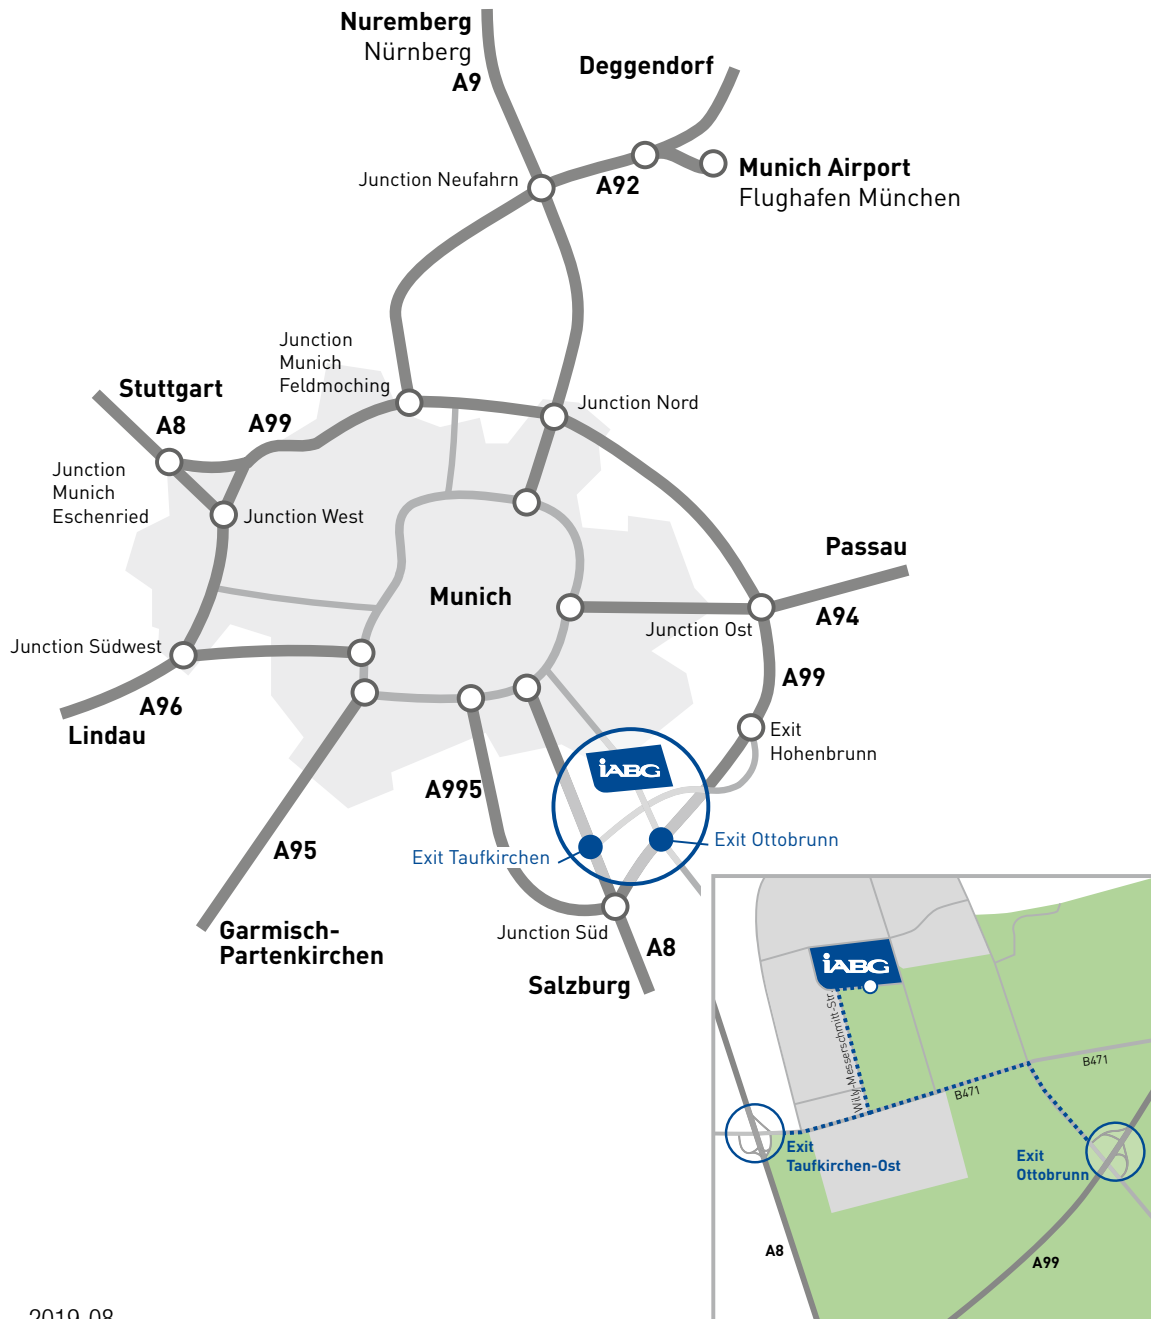 Nuremberg
Nürnberg
A9
Deggendorf
Junction Neufahrn
A92
Munich Airport
Flughafen München
Junction
Munich
Feldmoching
Stuttgart
A8
A99
Junction Nord
Junction
Munich
Eschenried
Junction West
Passau
Munich
A94
Junction Ost
Junction Südwest
A99
A96
Lindau
Exit
Hohenbrunn
iABG
A995
Exit Taufkirchen
Exit Ottobrunn
A95
Garmisch-
Partenkirchen
Junction Süd
A8
Salzburg
iABG
Willy-Messerschmitt-Str.
B471
B471
Exit
Taufkirchen-Ost
Exit
Ottobrunn
A8
A99
2019-08